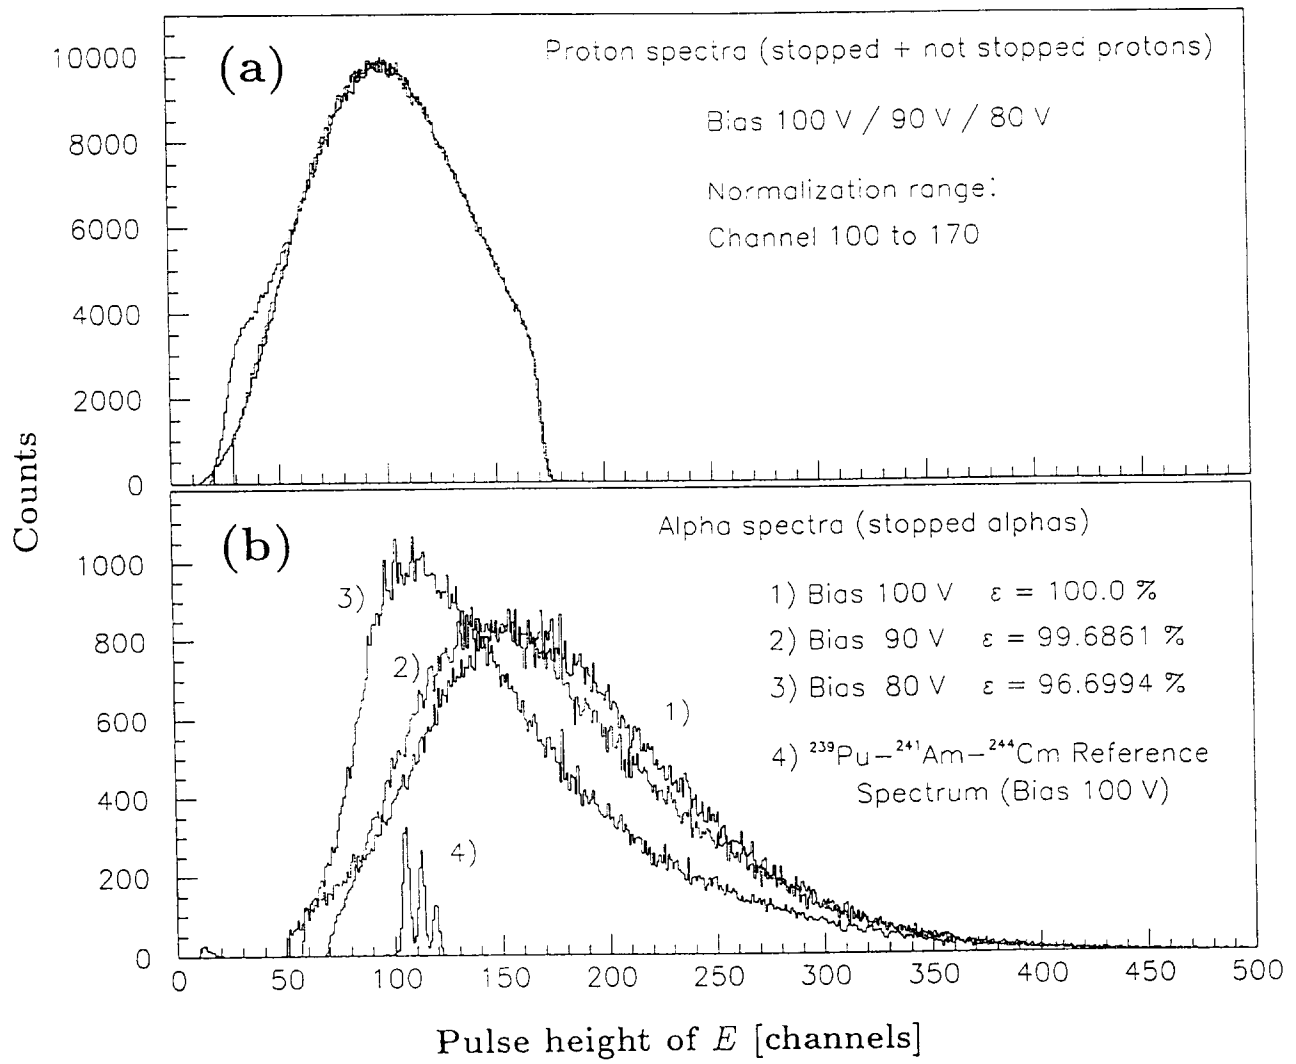 (a)
Proton spectra (stopped + not stopped protons)
Bias 100 V / 90 V / 80 V
Normalization range:
Channel 100 to 170
10000
8000
6000
4000
2000
0
Counts
(b)
Alpha spectra (stopped alphas)
1) Bias 100 V ε = 100.0 %
2) Bias 90 V ε = 99.6861 %
3) Bias 80 V ε = 96.6994 %
4) ²³⁹Pu–²⁴¹Am–²⁴⁴Cm Reference
Spectrum (Bias 100 V)
3)
2)
1)
4)
1000
800
600
400
200
0
0 50 100 150 200 250 300 350 400 450 500
Pulse height of E [channels]